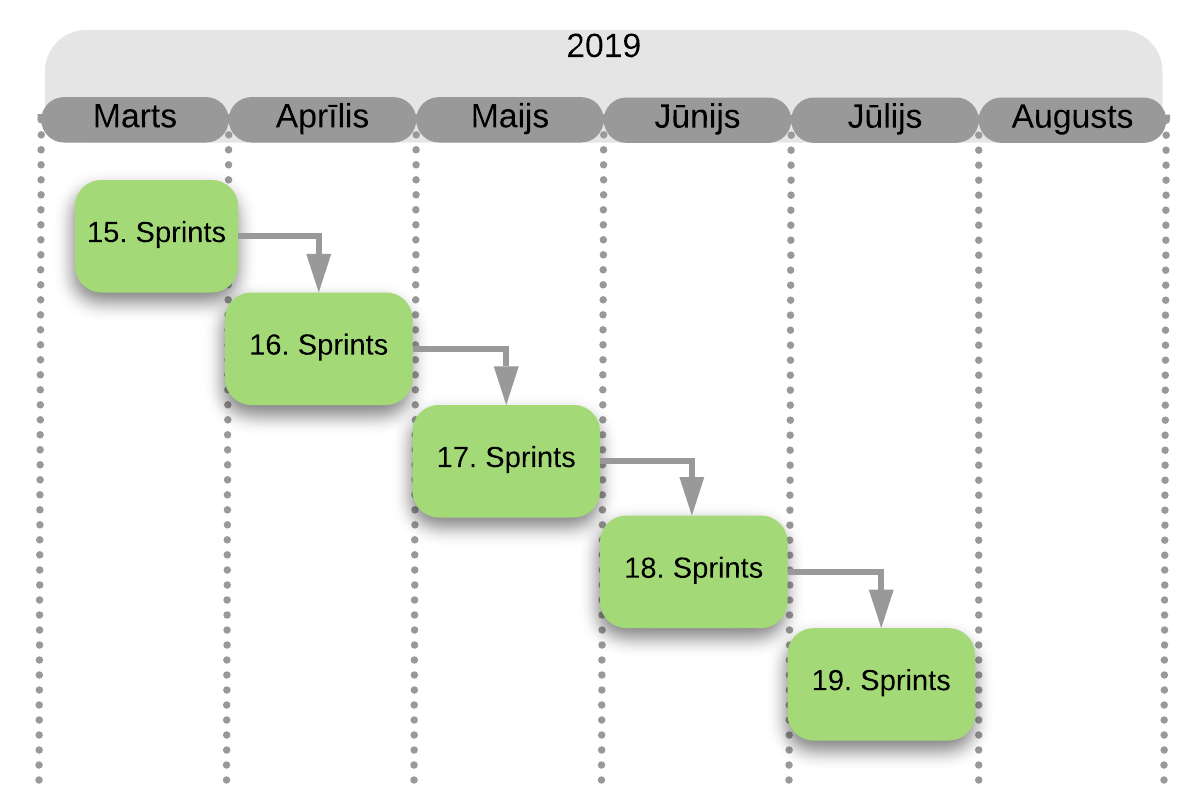 2019
Marts Aprīlis Maijs Jūnijs Jūlijs Augusts
15. Sprints
16. Sprints
17. Sprints
18. Sprints
19. Sprints